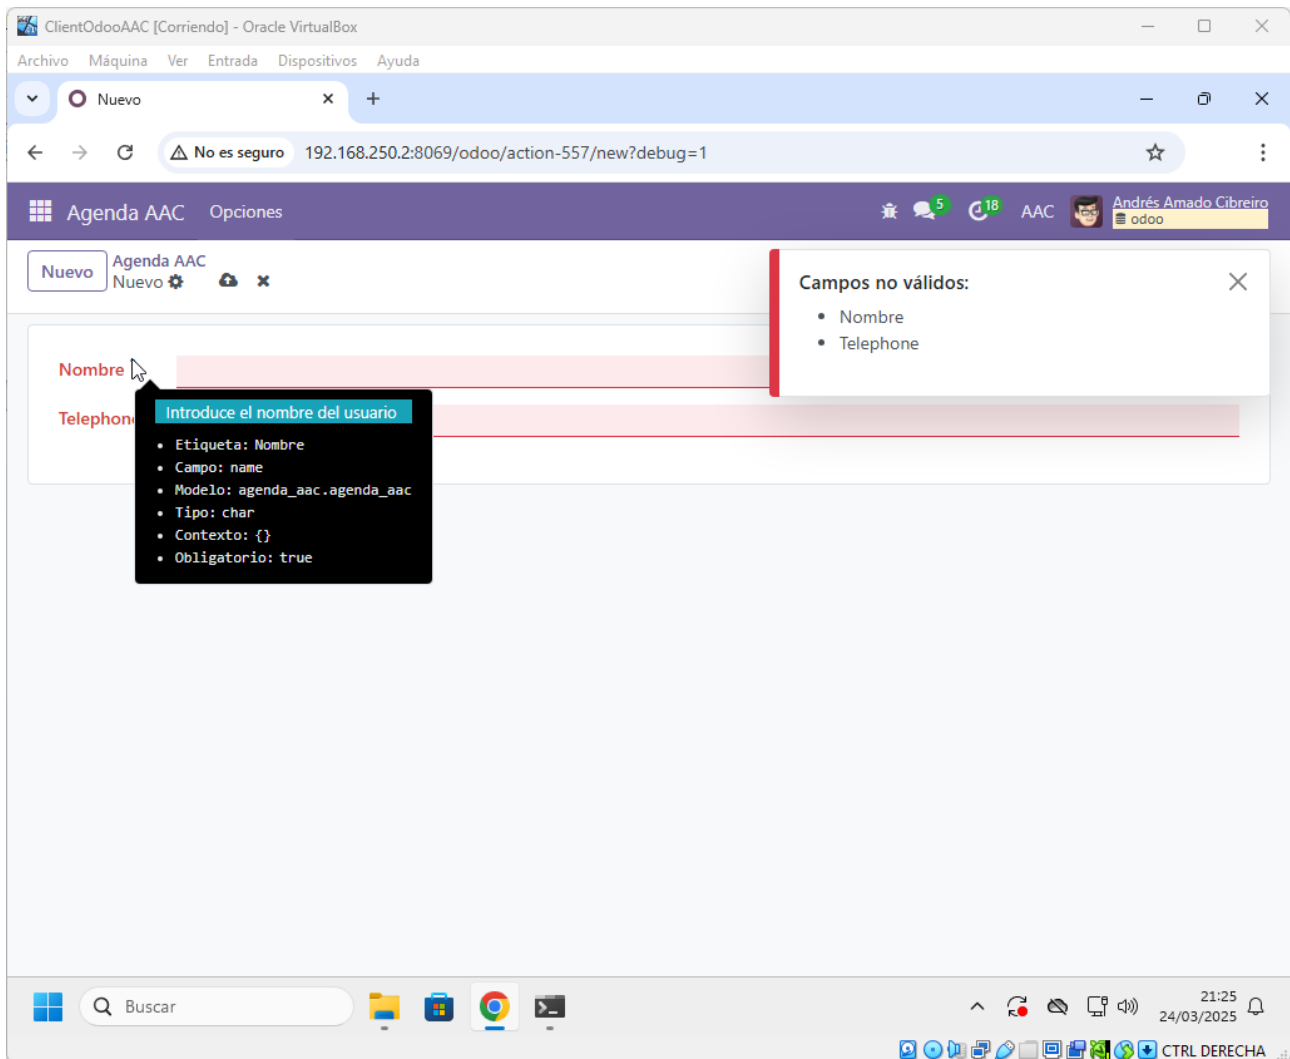 ClientOdooAAC [Corriendo] - Oracle VirtualBox
Archivo Máquina Ver Entrada Dispositivos Ayuda
Nuevo
No es seguro 192.168.250.2:8069/odoo/action-557/new?debug=1
Agenda AAC Opciones 5 18 AAC Andrés Amado Cibreiro
odoo
Nuevo Agenda AAC
Nuevo
Campos no válidos:
Nombre
Telephone
Nombre
Telephon
Introduce el nombre del usuario
Etiqueta: Nombre
Campo: name
Modelo: agenda_aac.agenda_aac
Tipo: char
Contexto: {}
Obligatorio: true
Buscar
21:25
24/03/2025
CTRL DERECHA